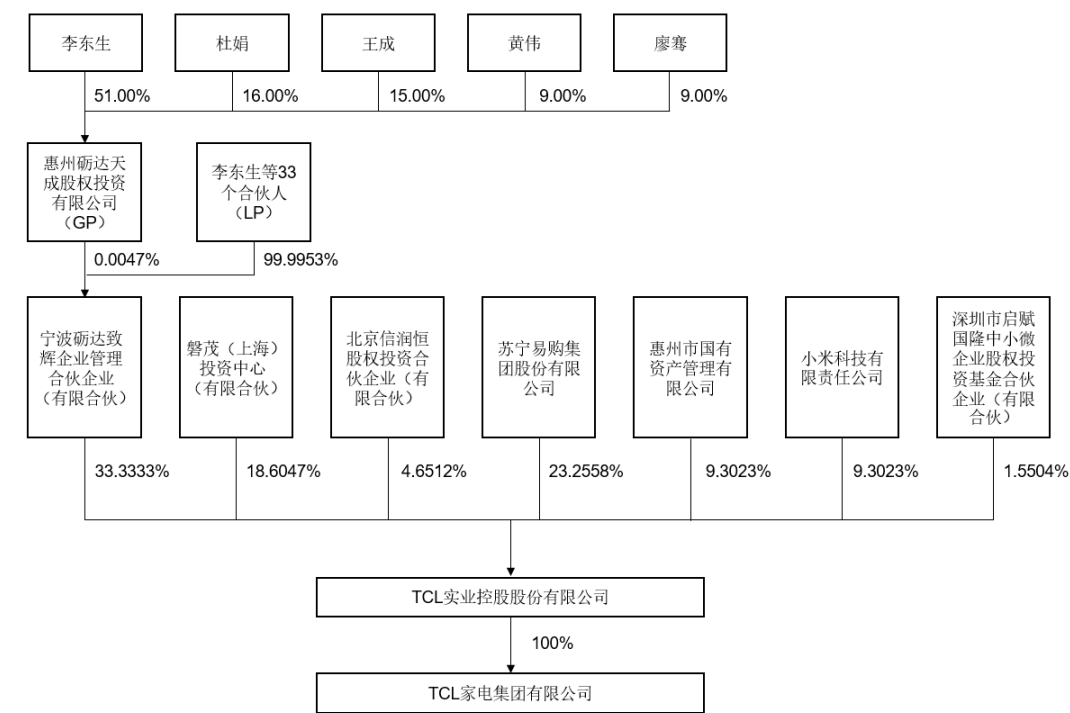 李东生
杜娟
王成
黄伟
廖骞
51.00%
16.00%
15.00%
9.00%
9.00%
惠州砺达天
成股权投资
有限公司
（GP）
李东生等33
个合伙人
（LP）
0.0047%
99.9953%
宁波砺达致
辉企业管理
合伙企业
（有限合伙）
磐茂（上海）
投资中心
（有限合伙）
北京信润恒
股权投资合
伙企业（有
限合伙）
苏宁易购集
团股份有限
公司
惠州市国有
资产管理有
限公司
小米科技有
限责任公司
深圳市启赋
国隆中小微
企业股权投
资基金合伙
企业（有限
合伙）
33.3333%
18.6047%
4.6512%
23.2558%
9.3023%
9.3023%
1.5504%
TCL实业控股股份有限公司
100%
TCL家电集团有限公司